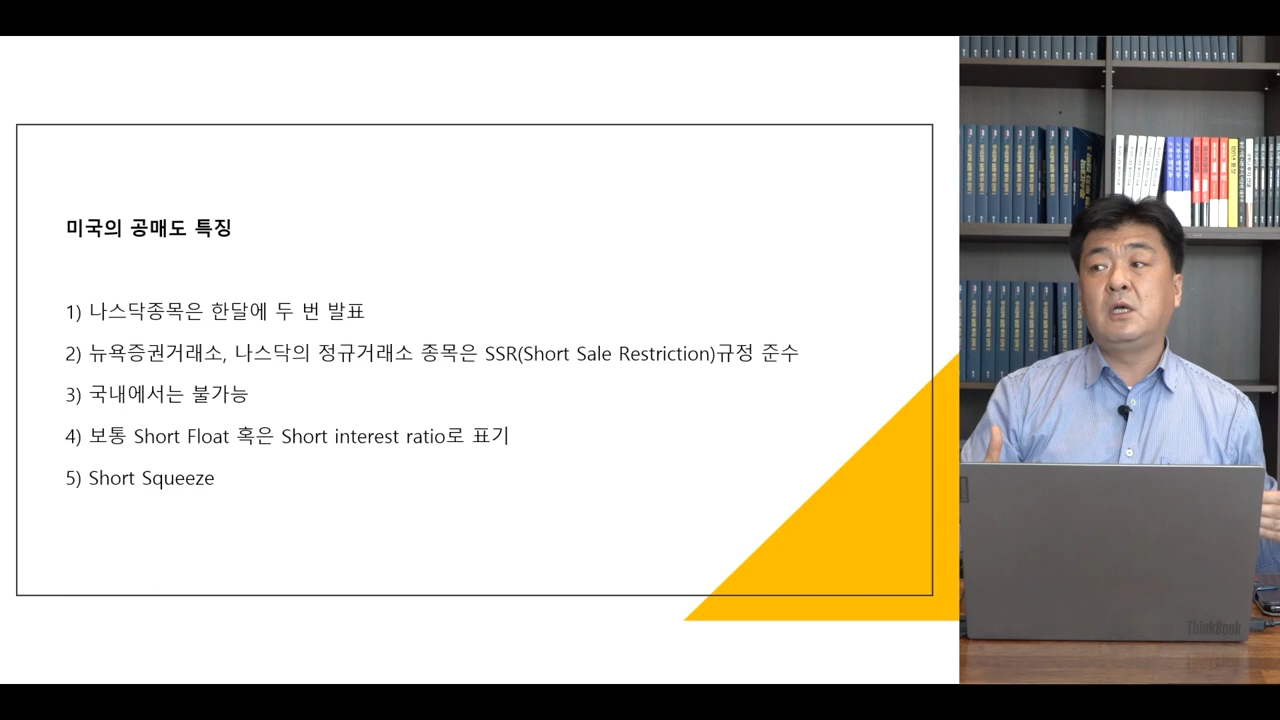 미국의 공매도 특징
1) 나스닥종목은 한달에 두 번 발표
2) 뉴욕증권거래소, 나스닥의 정규거래소 종목은 SSR(Short Sale Restriction)규정 준수
3) 국내에서는 불가능
4) 보통 Short Float 혹은 Short interest ratio로 표기
5) Short Squeeze
ThinkBook